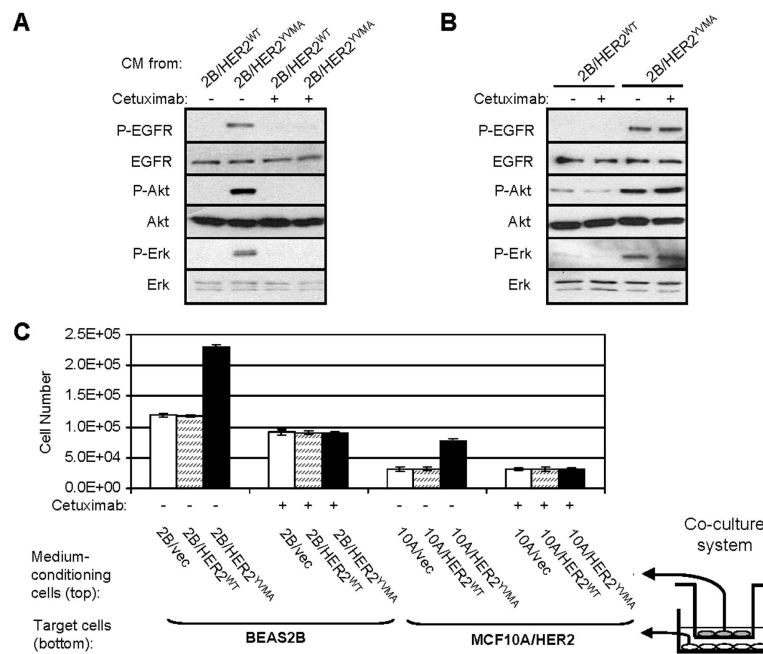 A
CM from:
2B/HER2WT
2B/HER2YVMA
2B/HER2WT
2B/HER2YVMA
Cetuximab: - - + +
P-EGFR
EGFR
P-Akt
Akt
P-Erk
Erk
B
2B/HER2WT
2B/HER2YVMA
Cetuximab: - + - +
P-EGFR
EGFR
P-Akt
Akt
P-Erk
Erk
C
Cell Number
2.5E+05
2.0E+05
1.5E+05
1.0E+05
5.0E+04
0.0E+00
Cetuximab: - - - + + + - - - + + +
Medium-
conditioning
cells (top):
2B/vec
2B/HER2WT
2B/HER2YVMA
2B/vec
2B/HER2WT
2B/HER2YVMA
10A/vec
10A/HER2WT
10A/HER2YVMA
10A/vec
10A/HER2WT
10A/HER2YVMA
Target cells
(bottom):
BEAS2B
MCF10A/HER2
Co-culture
system